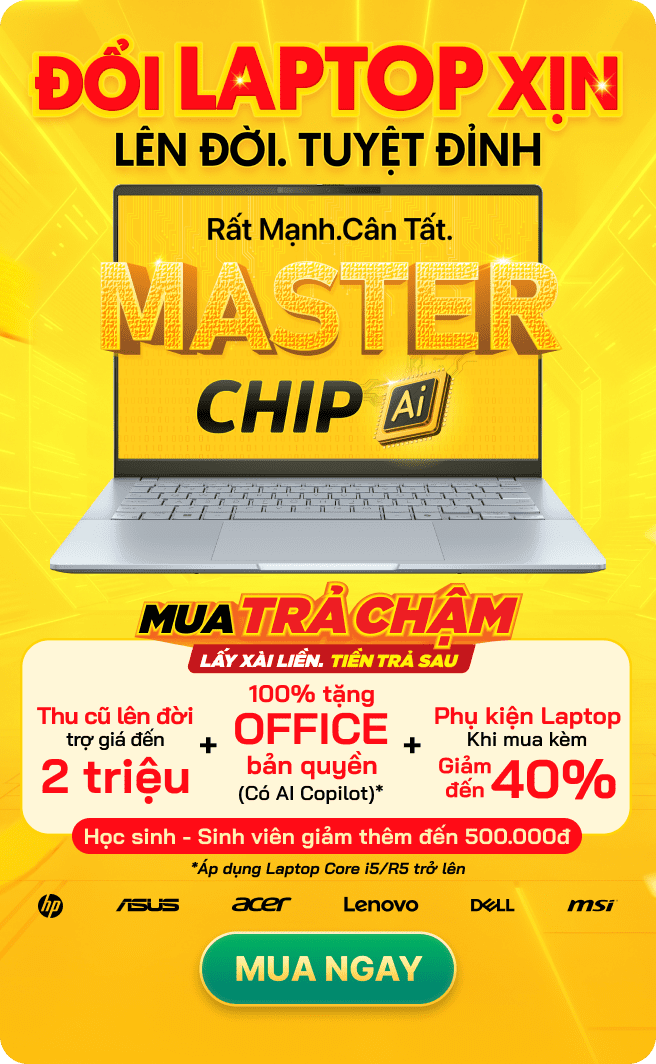 ĐỔI LAPTOP XỊN
LÊN ĐỜI. TUYỆT ĐỈNH
Rất Mạnh.Cân Tất.
MASTER
CHIP Ai
MUA TRẢ CHẬM
LẤY XÀI LIỀN. TIỀN TRẢ SAU
Thu cũ lên đời
trợ giá đến
2 triệu
+
100% tặng
OFFICE
bản quyền
(Có AI Copilot)*
+
Phụ kiện Laptop
Khi mua kèm
Giảm đến 40%
Học sinh - Sinh viên giảm thêm đến 500.000đ
*Áp dụng Laptop Core i5/R5 trở lên
hp ASUS acer Lenovo DELL msi
MUA NGAY